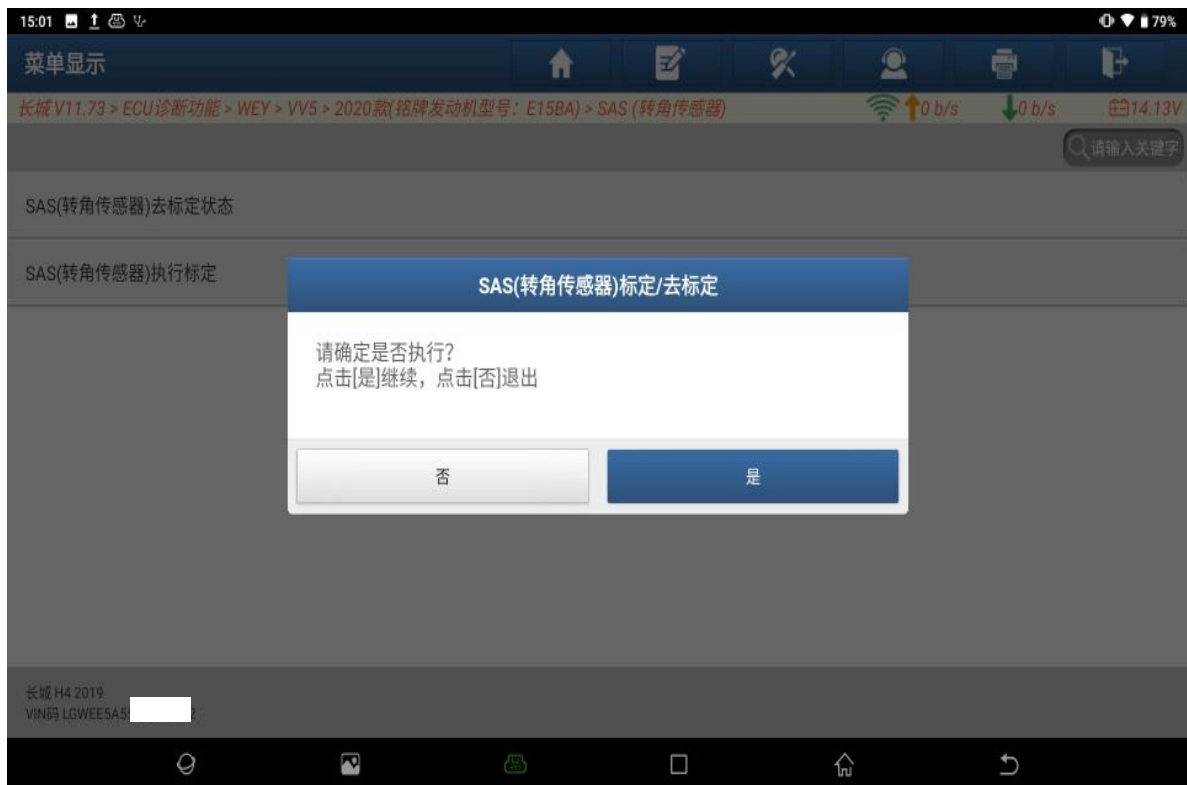 15:01
79%
菜单显示
长城 V11.73 > ECU诊断功能 > WEY > VV5 > 2020款(铭牌发动机型号：E15BA) > SAS (转角传感器)
0 b/s
0 b/s
14.13V
请输入关键字
SAS(转角传感器)去标定状态
SAS(转角传感器)执行标定
SAS(转角传感器)标定/去标定
请确定是否执行?
点击[是]继续，点击[否]退出
否
是
长城 H4 2019
VIN码 LGWEE5A5